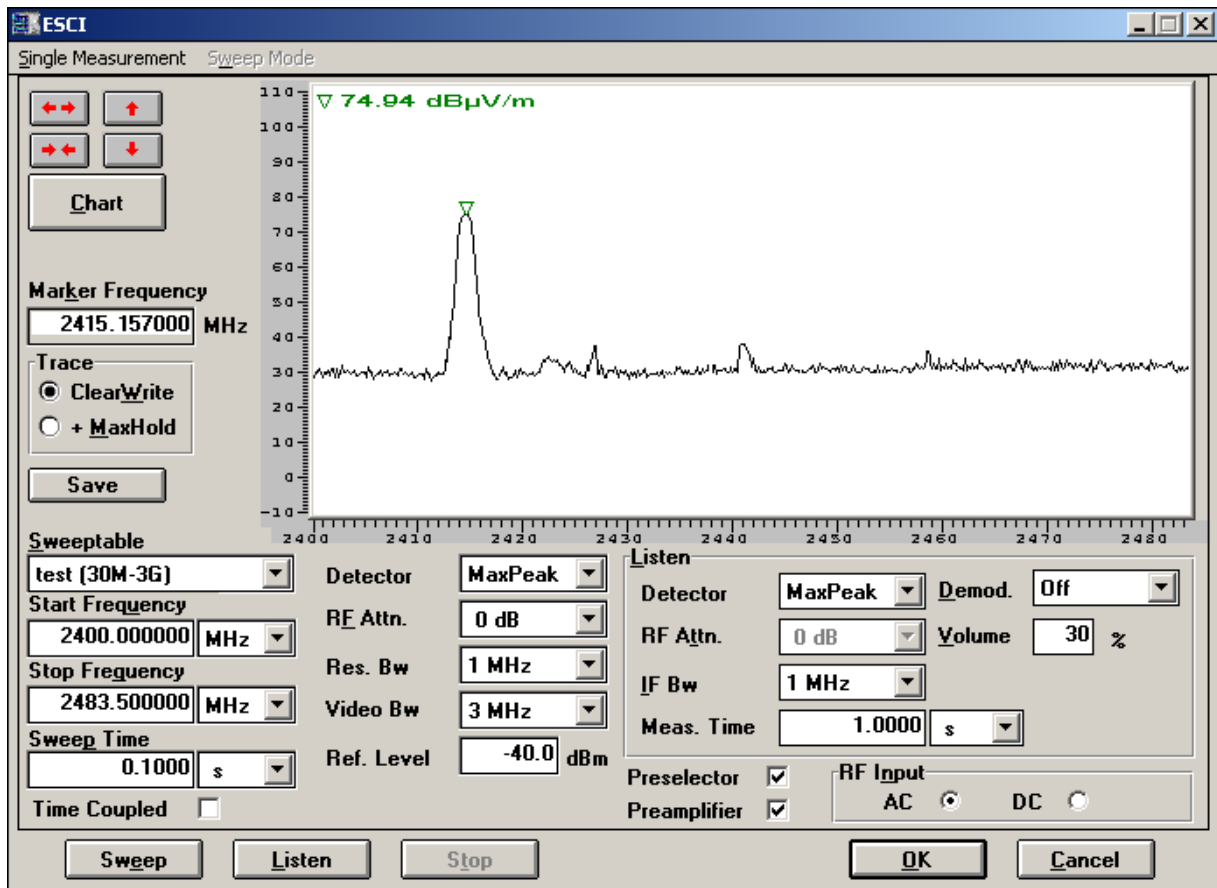 ESCI
Single Measurement Sweep Mode
▽ 74.94 dBµV/m
110
100
90
80
70
60
50
40
30
20
10
0
-10
2400 2410 2420 2430 2440 2450 2460 2470 2480
Chart
Marker Frequency
2415.157000 MHz
Trace
ClearWrite
+ MaxHold
Save
Sweeptable
test (30M-3G)
Start Frequency
2400.000000 MHz
Stop Frequency
2483.500000 MHz
Sweep Time
0.1000 s
Time Coupled
Detector MaxPeak
RF Attn. 0 dB
Res. Bw 1 MHz
Video Bw 3 MHz
Ref. Level -40.0 dBm
Listen
Detector MaxPeak Demod. Off
RF Attn. 0 dB Volume 30 %
IF Bw 1 MHz
Meas. Time 1.0000 s
Preselector
Preamplifier
RF Input
AC DC
Sweep Listen Stop OK Cancel